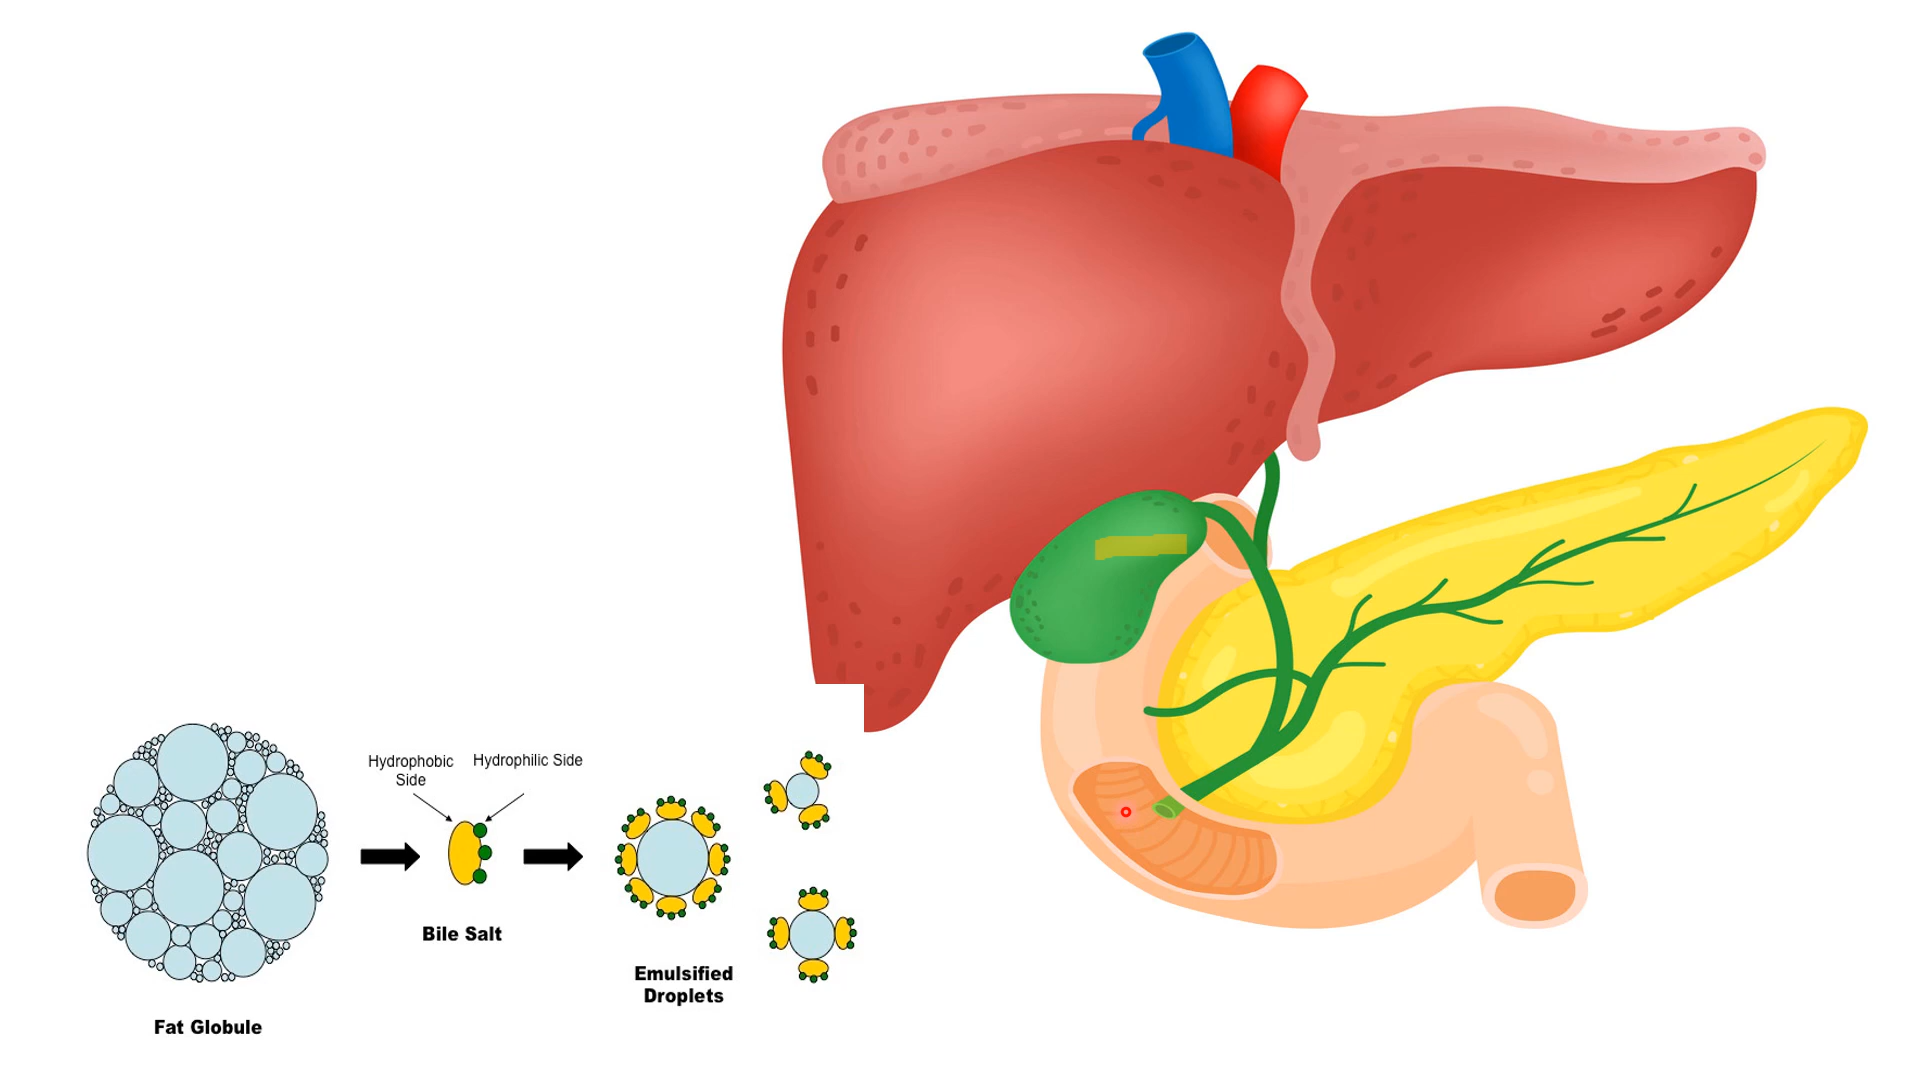 Hydrophobic
Side
Hydrophilic Side
Bile Salt
Emulsified
Droplets
Fat Globule